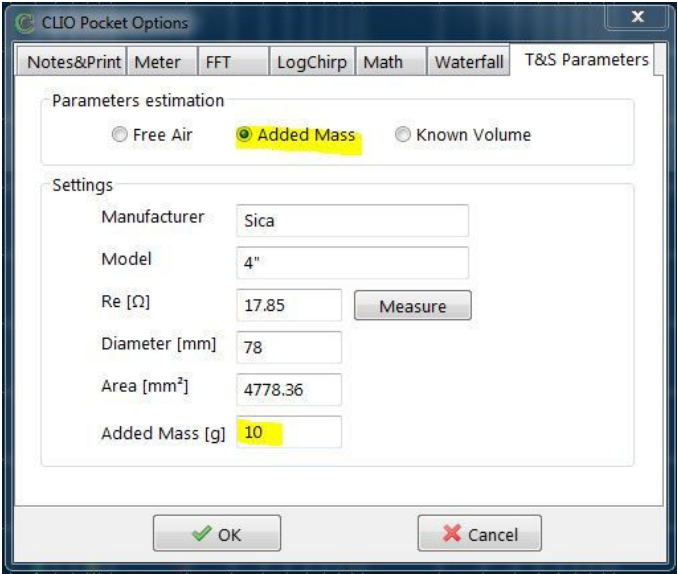 CLIO Pocket Options
x
Notes&Print Meter FFT LogChirp Math Waterfall T&S Parameters
Parameters estimation
Free Air Added Mass Known Volume
Settings
Manufacturer Sica
Model 4"
Re [Ω] 17.85 Measure
Diameter [mm] 78
Area [mm²] 4778.36
Added Mass [g] 10
OK Cancel